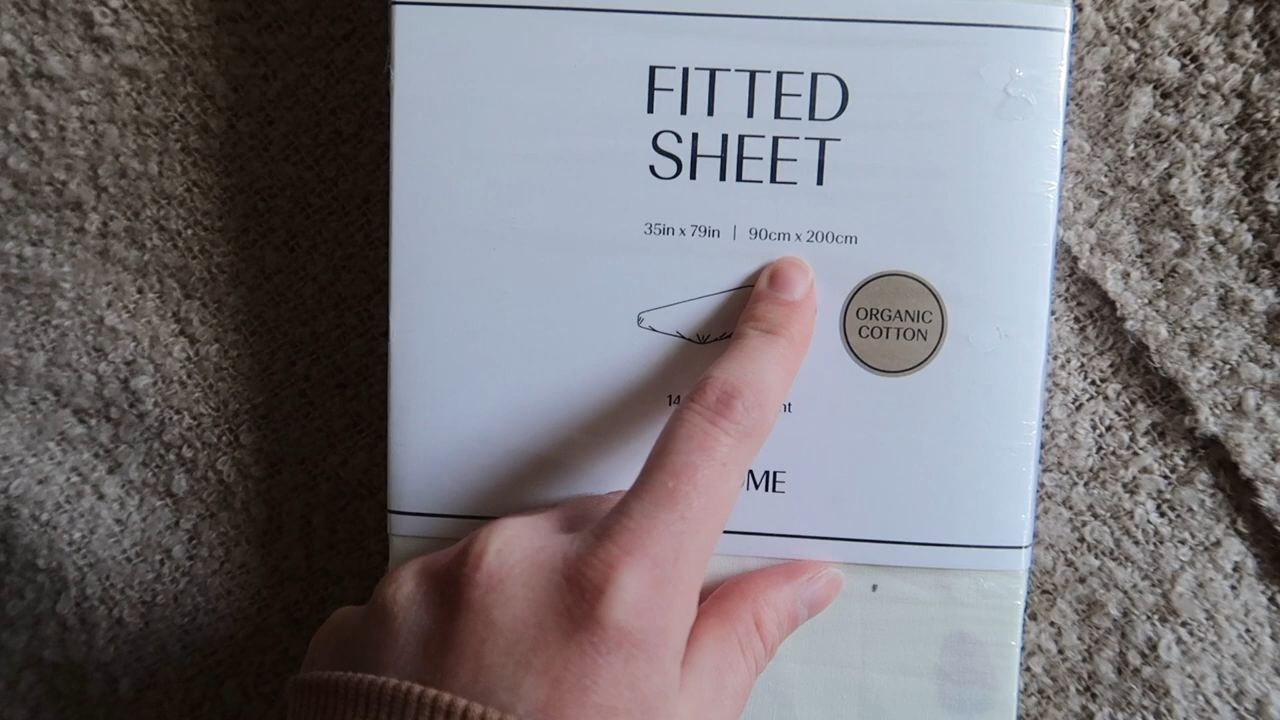 FITTED
SHEET
35in x 79in | 90cm x 200cm
ORGANIC
COTTON